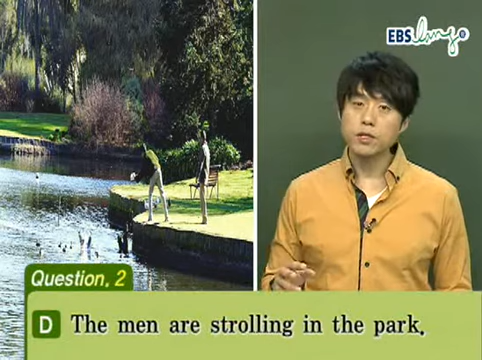 EBS lang
Question. 2
D The men are strolling in the park.